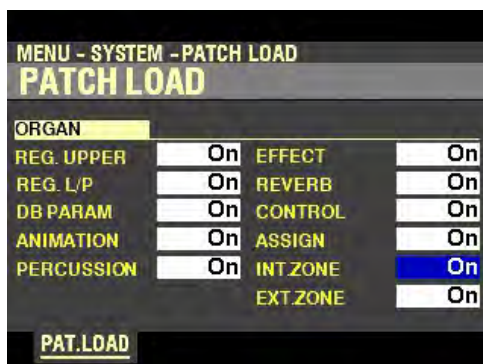 MENU - SYSTEM - PATCH LOAD
PATCH LOAD
ORGAN
REG. UPPER On EFFECT On
REG. L/P On REVERB On
DB PARAM On CONTROL On
ANIMATION On ASSIGN On
PERCUSSION On INT.ZONE On
EXT.ZONE On
PAT.LOAD